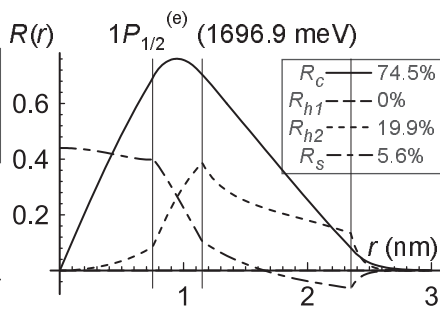 R(r) 1P1/2(e) (1696.9 meV)
Rc 74.5%
Rh1 0%
Rh2 19.9%
Rs 5.6%
0.6
0.4
0.2
r (nm)
1 2 3